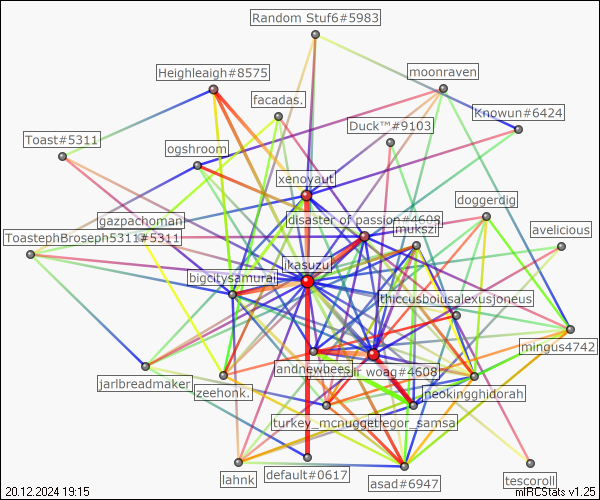 Random Stuf6#5983
Heighleigh#8575
moonraven
facadas.
Knowun#6424
Duck™#9103
Toast#5311
ogshroom
xenovaut
doggerdig
gazpachoman
disaster of passion#4608
mukszi
avelicious
ToastephBroseph5311#5311
ikasuzu
bigcitysamurai
thiccusboiusalexusjoneus
mingus4742
andnewbees
woag#4608
jarlbreadmaker
zeehonk.
neokingghidorah
turkey_mcnugget
regor_samsa
lahnk
default#0617
asad#6947
tescoroll
20.12.2024 19:15
mIRCStats v1.25